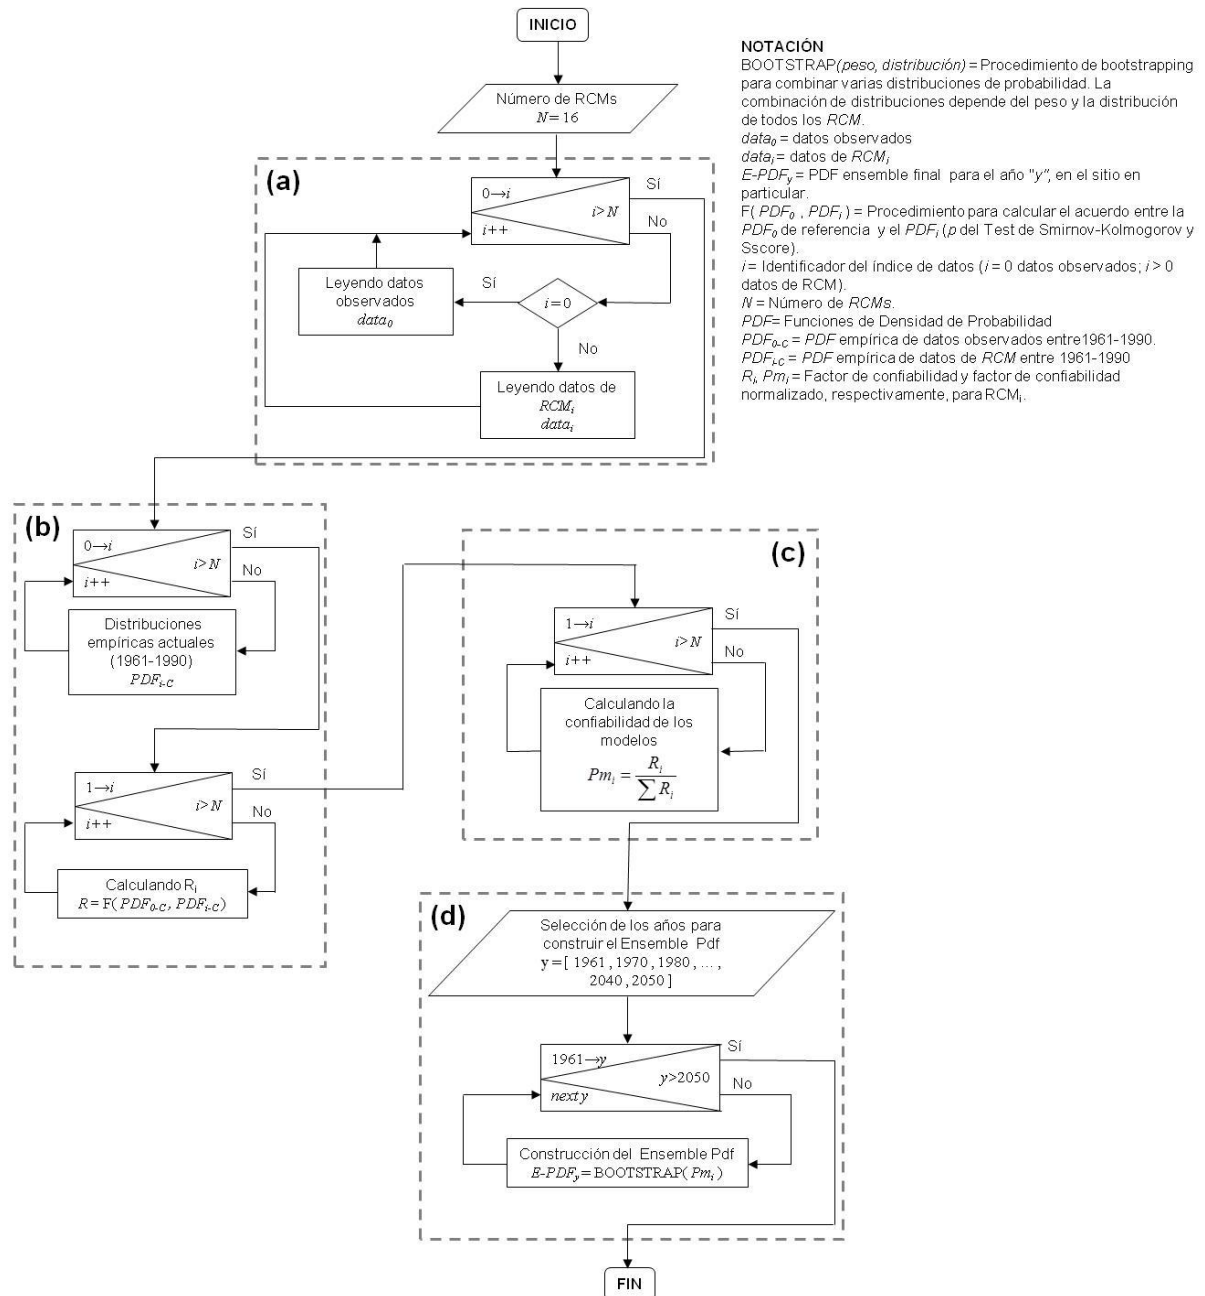 INICIO
Número de RCMs
N = 16
(a)
0→i
i>N
i++
Sí
No
i=0
Sí
No
Leyendo datos
observados
data₀
Leyendo datos de
RCMᵢ
dataᵢ
NOTACIÓN
BOOTSTRAP(peso, distribución) = Procedimiento de bootstrapping
para combinar varias distribuciones de probabilidad. La
combinación de distribuciones depende del peso y la distribución
de todos los RCM.
data₀ = datos observados
dataᵢ = datos de RCMᵢ
E-PDF_y = PDF ensemble final para el año "y", en el sitio en
particular.
F( PDF₀ , PDFᵢ ) = Procedimiento para calcular el acuerdo entre la
PDF₀ de referencia y el PDFᵢ (p del Test de Smirnov-Kolmogorov y
Sscore).
i = Identificador del índice de datos (i = 0 datos observados; i > 0
datos de RCM).
N = Número de RCMs.
PDF= Funciones de Densidad de Probabilidad
PDF_{0-C} = PDF empírica de datos observados entre1961-1990.
PDF_{i-C} = PDF empírica de datos de RCM entre 1961-1990
Rᵢ, Pmᵢ = Factor de confiabilidad y factor de confiabilidad
normalizado, respectivamente, para RCMᵢ.
(b)
0→i
i>N
i++
Sí
No
Distribuciones
empíricas actuales
(1961-1990)
PDF_{i-C}
1→i
i>N
i++
Sí
No
Calculando Rᵢ
R = F( PDF_{0-C}, PDF_{i-C})
(c)
1→i
i>N
i++
Sí
No
Calculando la
confiabilidad de los
modelos
Pmᵢ = Rᵢ / ∑ Rᵢ
(d)
Selección de los años para
construir el Ensemble Pdf
y = [ 1961 , 1970 , 1980 , ... ,
2040 , 2050 ]
1961→y
y>2050
next y
Sí
No
Construcción del Ensemble Pdf
E-PDF_y = BOOTSTRAP( Pmᵢ )
FIN